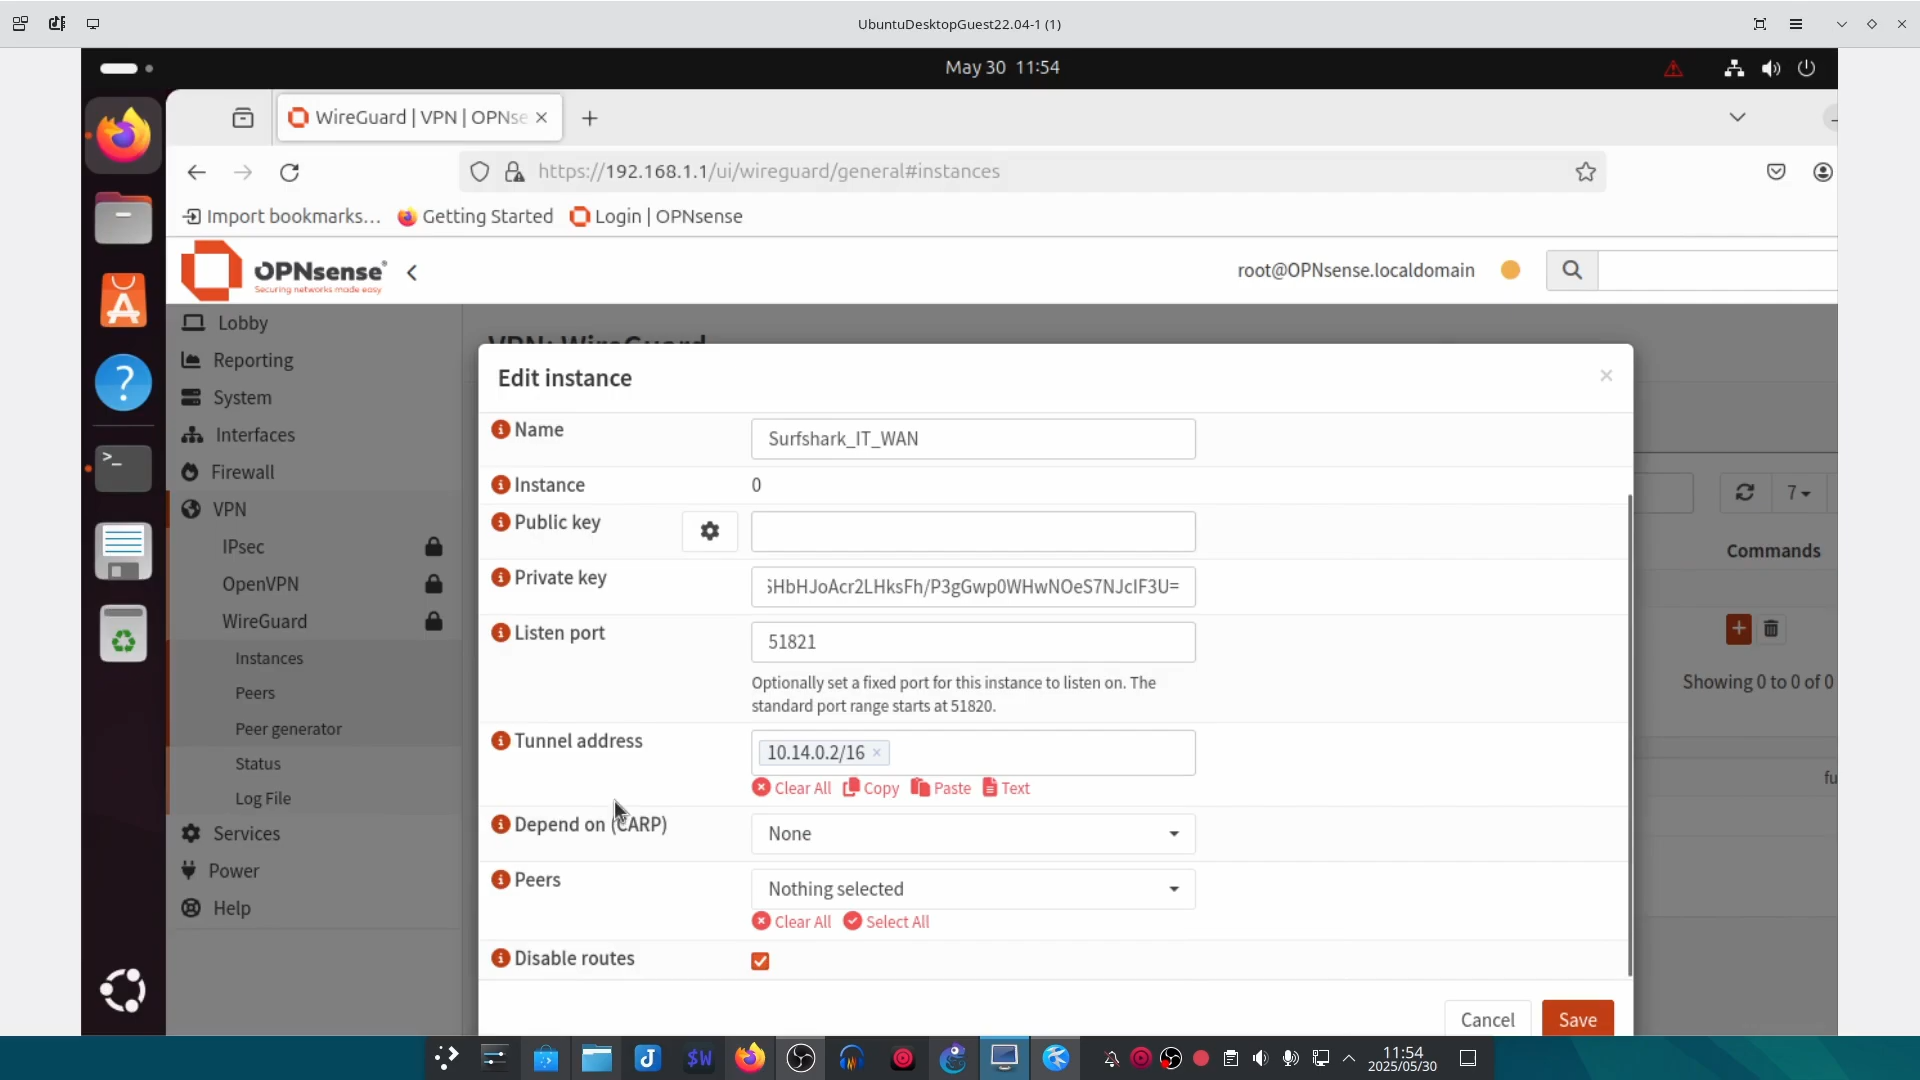 UbuntuDesktopGuest22.04-1 (1)
May 30 11:54
WireGuard | VPN | OPNse
https://192.168.1.1/ui/wireguard/general#instances
Import bookmarks...
Getting Started
Login | OPNsense
OPNsense
Securing networks made easy
root@OPNsense.localdomain
Lobby
Reporting
System
Interfaces
Firewall
VPN
IPsec
OpenVPN
WireGuard
Instances
Peers
Peer generator
Status
Log File
Services
Power
Help
VPN: WireGuard
Edit instance
Name
Surfshark_IT_WAN
Instance
0
Public key
Private key
SHbHJoAcr2LHksFh/P3gGwp0WHwNOeS7NJcIF3U=
Listen port
51821
Optionally set a fixed port for this instance to listen on. The
standard port range starts at 51820.
Tunnel address
10.14.0.2/16
Clear All Copy Paste Text
Depend on (CARP)
None
Peers
Nothing selected
Clear All Select All
Disable routes
Cancel
Save
7
Commands
Showing 0 to 0 of 0
fu
$W
11:54
2025/05/30